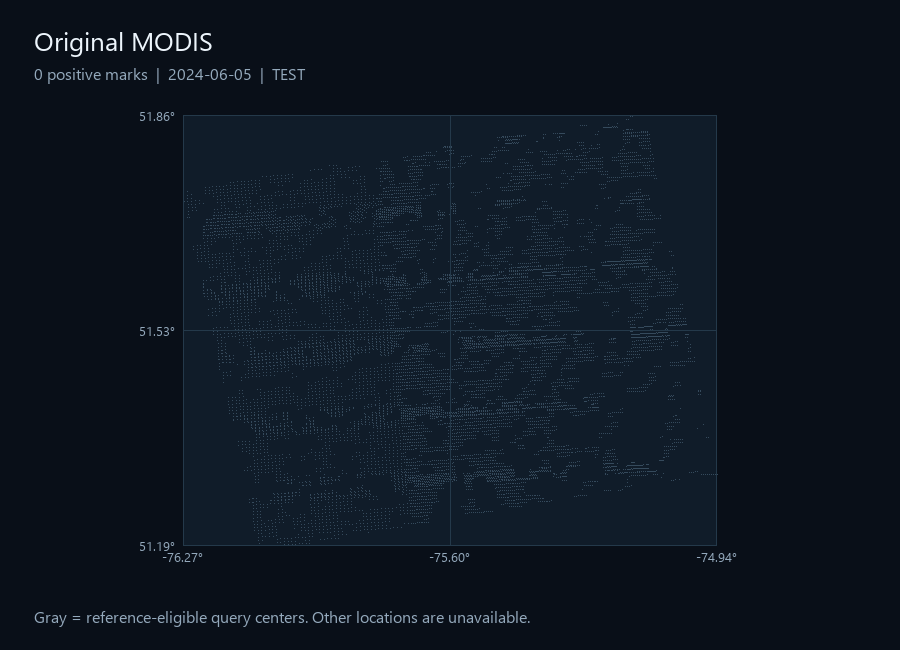 Original MODIS
0 positive marks | 2024-06-05 | TEST
51.86°
51.53°
51.19°
-76.27°
-75.60°
-74.94°
Gray = reference-eligible query centers. Other locations are unavailable.